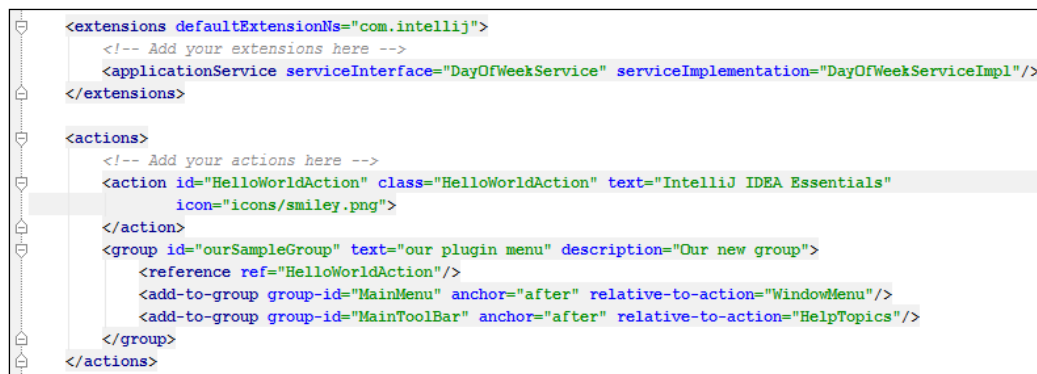 <extensions defaultExtensionNs="com.intellij">
<!-- Add your extensions here -->
<applicationService serviceInterface="DayOfWeekService" serviceImplementation="DayOfWeekServiceImpl"/>
</extensions>
<actions>
<!-- Add your actions here -->
<action id="HelloWorldAction" class="HelloWorldAction" text="IntelliJ IDEA Essentials"
icon="icons/smiley.png">
</action>
<group id="ourSampleGroup" text="our plugin menu" description="Our new group">
<reference ref="HelloWorldAction"/>
<add-to-group group-id="MainMenu" anchor="after" relative-to-action="WindowMenu"/>
<add-to-group group-id="MainToolBar" anchor="after" relative-to-action="HelpTopics"/>
</group>
</actions>